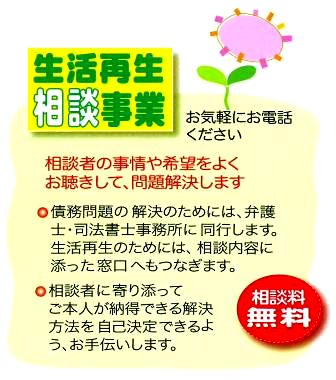 生活再生
相談事業
お気軽にお電話
ください
相談者の事情や希望をよく
お聴きして、問題解決します
債務問題の解決のためには、弁護
士・司法書士事務所に同行します。
生活再生のためには、相談内容に
添った窓口へもつなぎます。
相談者に寄り添って
ご本人が納得できる解決
方法を自己決定できるよ
う、お手伝いします。
相談料
無料